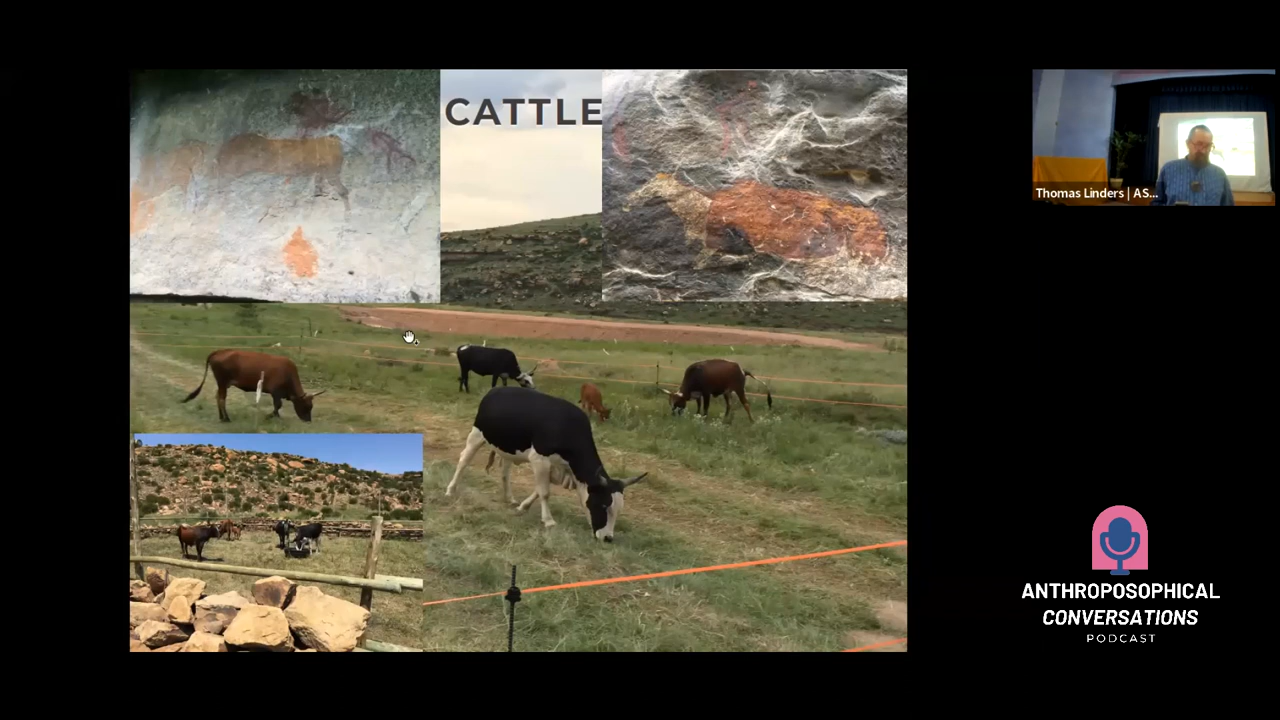 CATTLE
Thomas Linders | AS...
ANTHROPOSOPHICAL
CONVERSATIONS
PODCAST